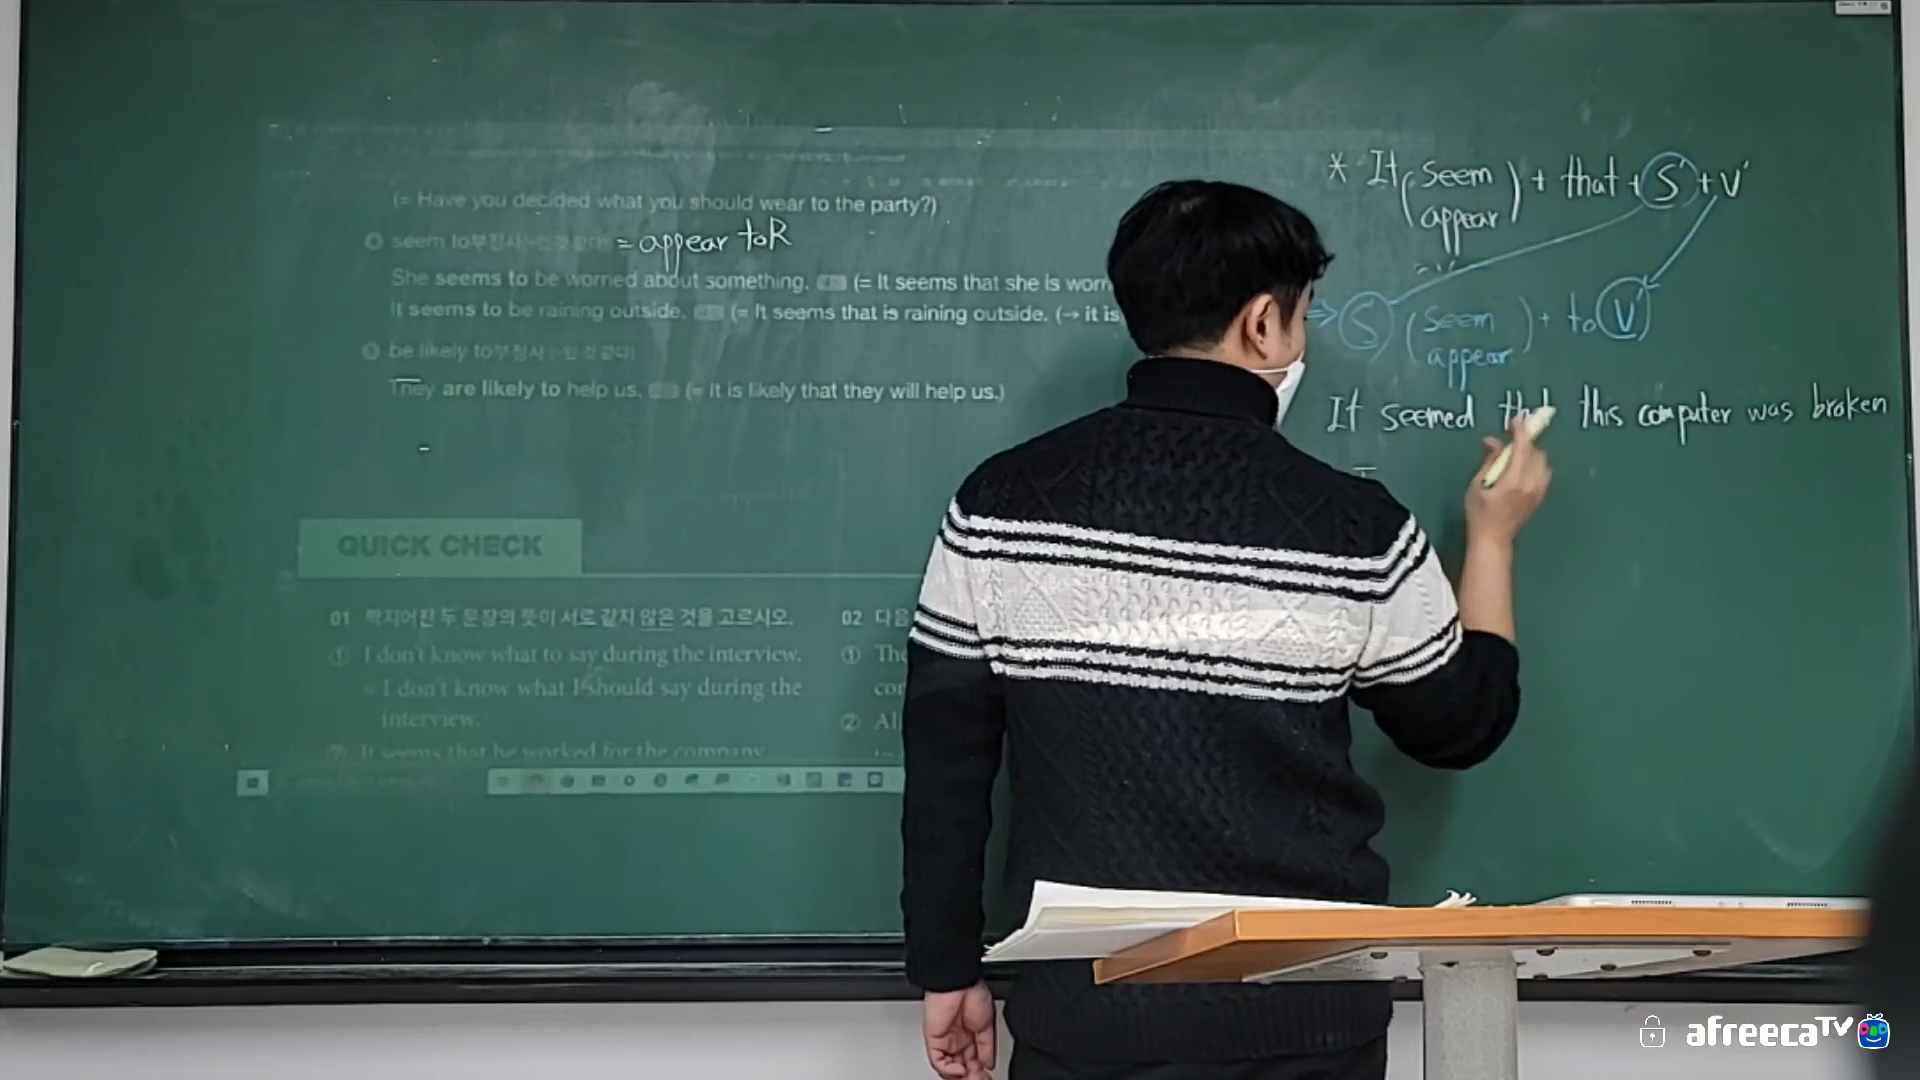 (= Have you decided what you should wear to the party?)
④ seem to부정사(~인 것 같다) = appear to R
She seems to be worried about something. (= It seems that she is worr
It seems to be raining outside. (= It seems that is raining outside. (→ it is
⑤ be likely to부정사 (~인 것 같다)
They are likely to help us. (= It is likely that they will help us.)
QUICK CHECK
01 짝지어진 두 문장의 뜻이 서로 같지 않은 것을 고르시오.
① I don't know what to say during the interview.
= I don't know what I should say during the
interview.
② It seems that he worked for the company
02 다음
① The
con
② Al
* It (seem
appear) + that + S' + V'
⇒ S' (seem
appear) + to V'
It seemed that this computer was broken
afreecaTV